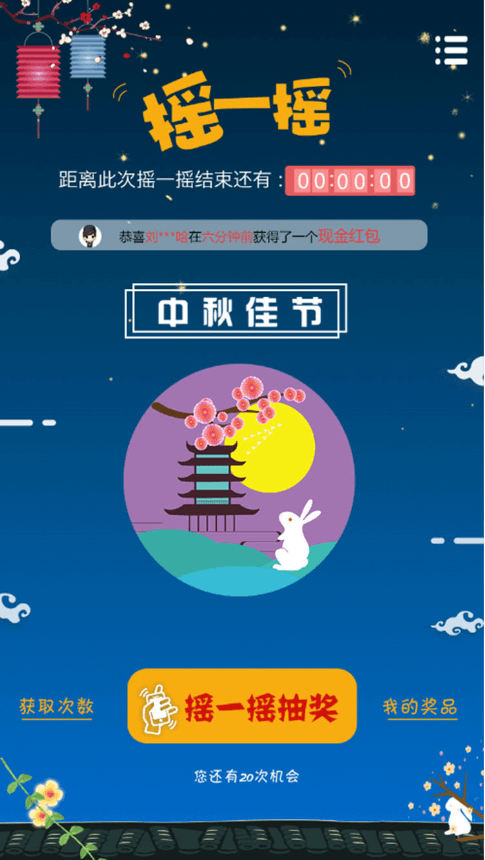 摇一摇
距离此次摇一摇结束还有：00:00:00
恭喜刘***哈在六分钟前获得了一个现金红包
中秋佳节
获取次数
摇一摇抽奖
我的奖品
您还有20次机会